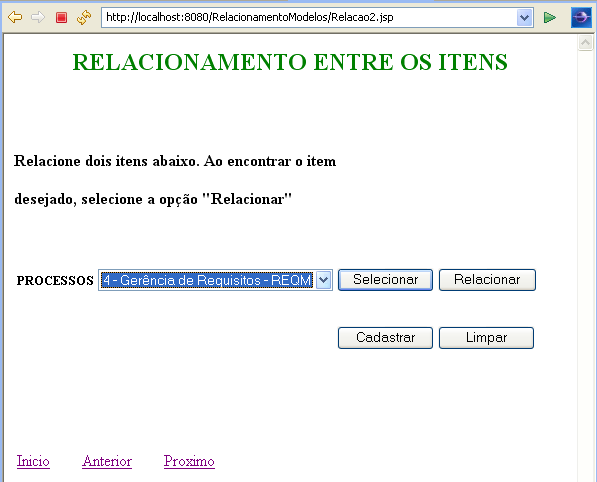 http://localhost:8080/RelacionamentoModelos/Relacao2.jsp
RELACIONAMENTO ENTRE OS ITENS
Relacione dois itens abaixo. Ao encontrar o item
desejado, selecione a opção "Relacionar"
PROCESSOS 4 - Gerência de Requisitos - REQM Selecionar Relacionar
Cadastrar Limpar
Inicio Anterior Proximo